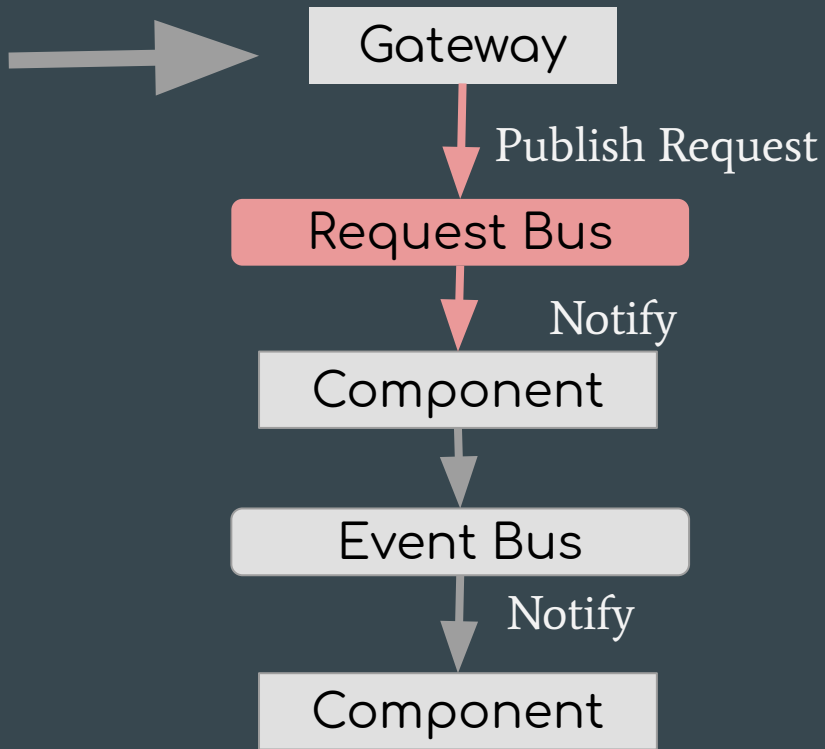 Gateway
Publish Request
Request Bus
Notify
Component
Event Bus
Notify
Component